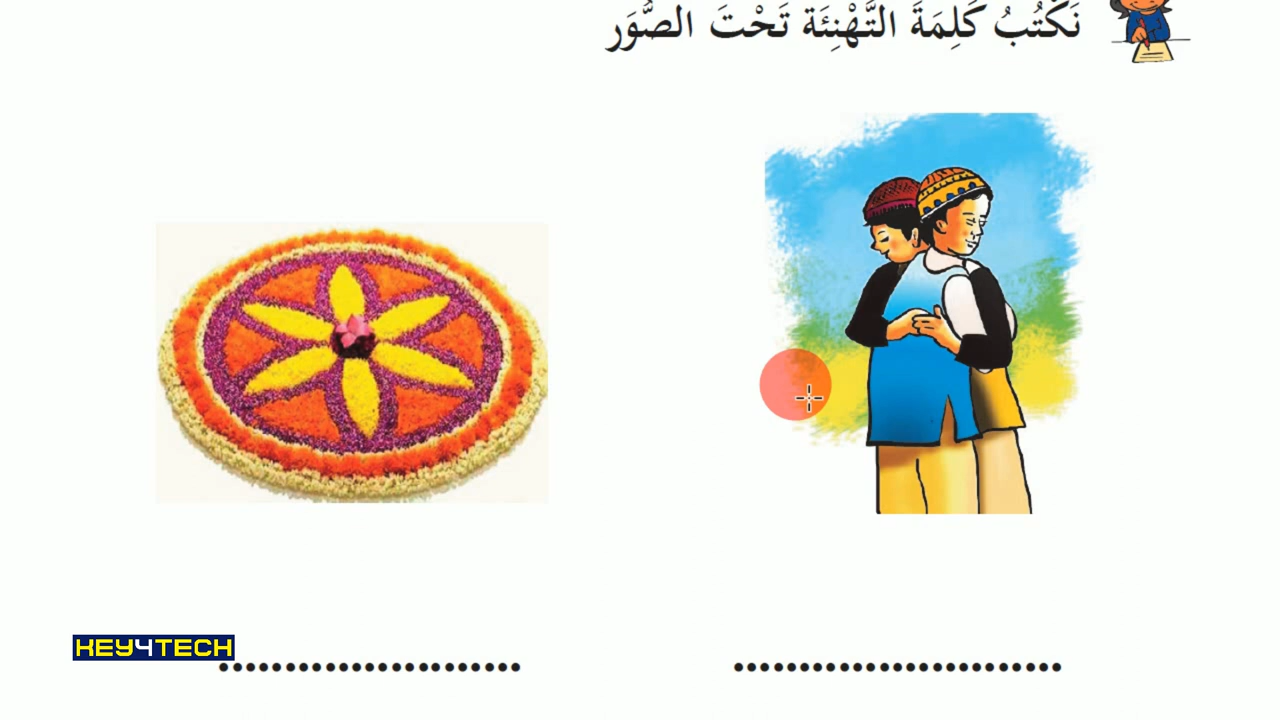 نَكْتُبُ كَلِمَةَ التَّهْنِئَة تَحْتَ الصُّوَر
KEY4TECH